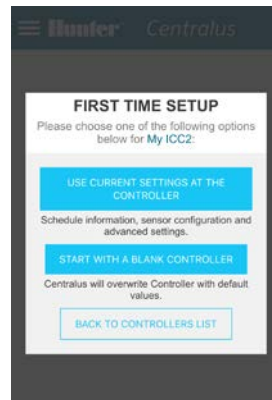 Hunter Centralus
FIRST TIME SETUP
Please choose one of the following options
below for My ICC2:
USE CURRENT SETTINGS AT THE
CONTROLLER
Schedule information, sensor configuration and
advanced settings.
START WITH A BLANK CONTROLLER
Centralus will overwrite Controller with default
values.
BACK TO CONTROLLERS LIST